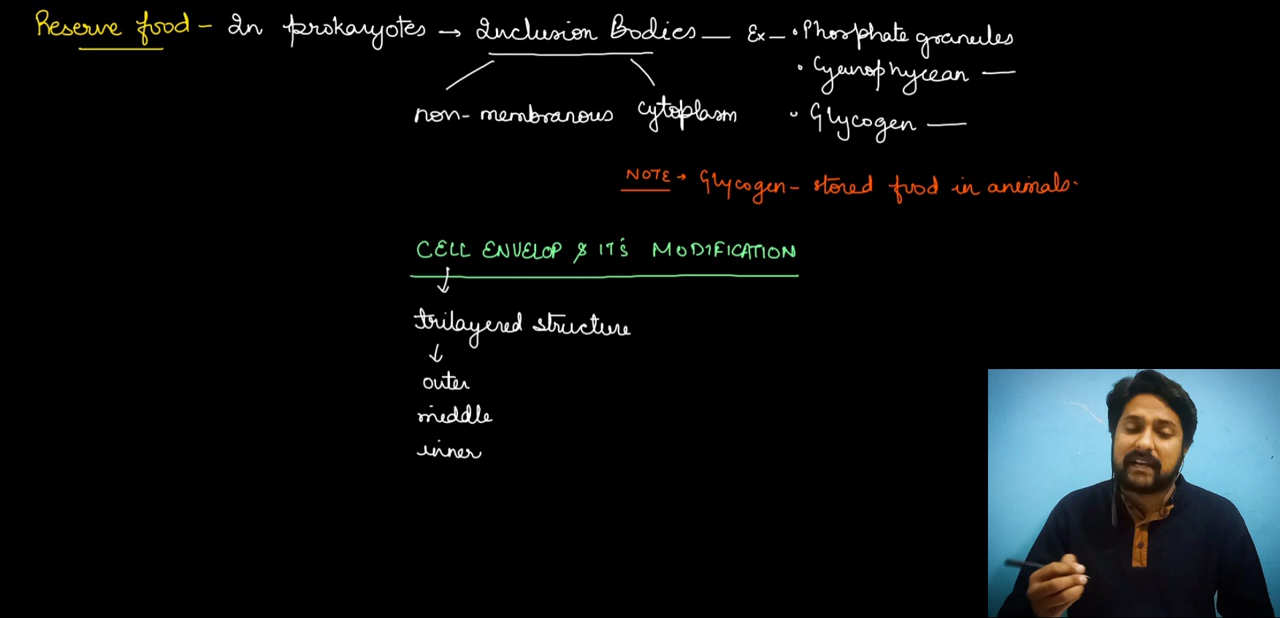 Reserve food - In prokaryotes → Inclusion Bodies — Ex - • Phosphate granules
• Cyanophycean —
non-membranous cytoplasm • Glycogen —
NOTE → Glycogen - stored food in animals.
CELL ENVELOP & IT'S MODIFICATION
↓
trilayered structure
↓
outer
middle
inner